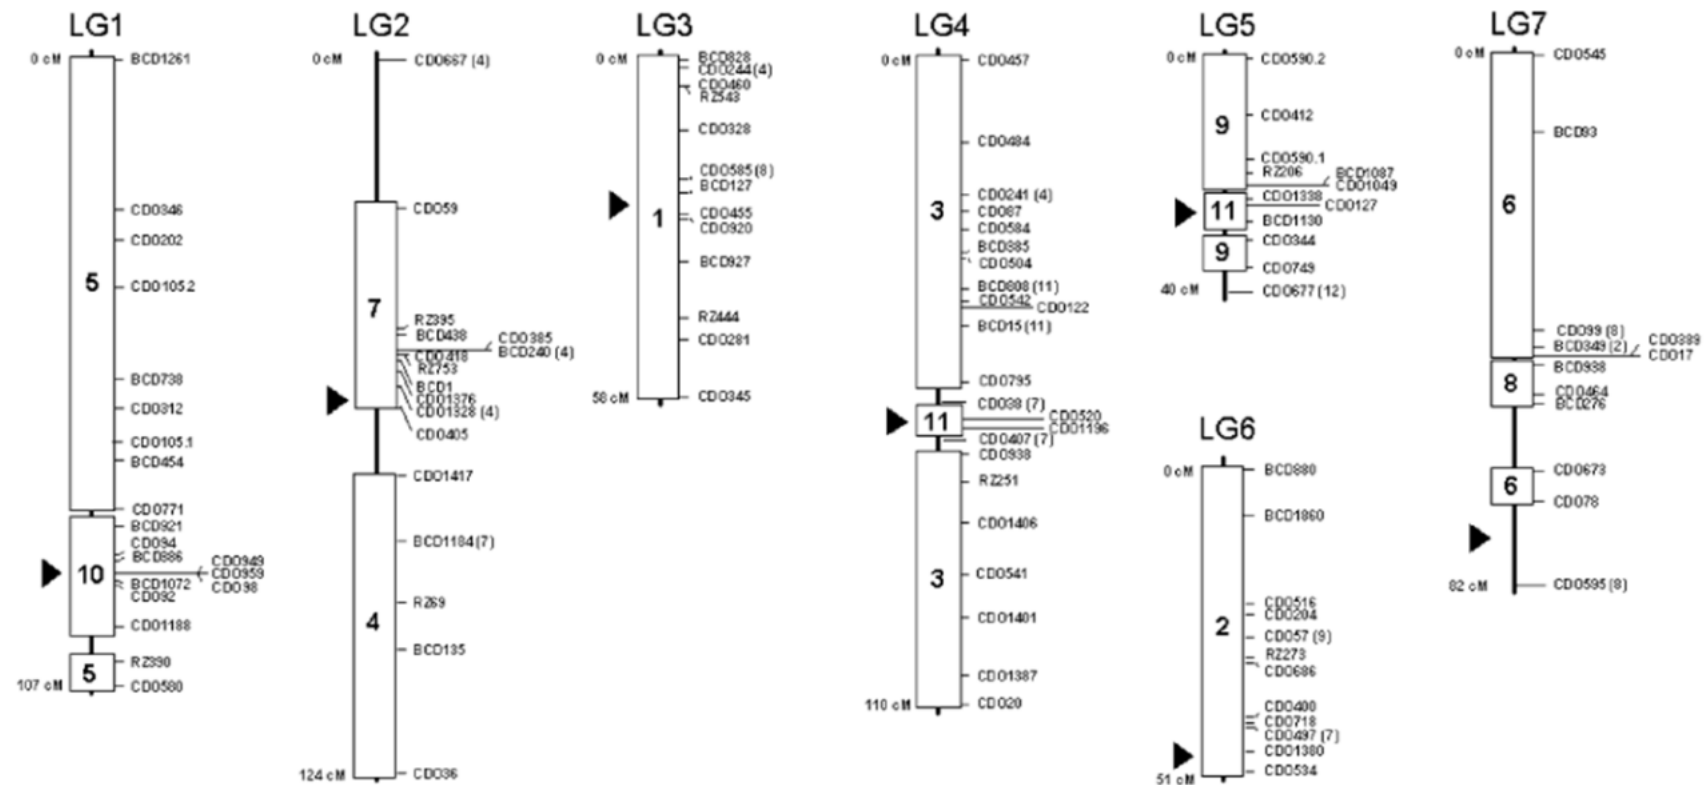 LG1
0 cM
BCD1261
CDO346
CDO202
CDO105.2
5
BCD738
CDO312
CDO105.1
BCD454
CDO771
BCD921
CDO94
BCD886
CDO949
CDO959
CDO98
10
BCD1072
CDO92
CDO1188
RZ390
5
107 cM
CDO580
LG2
0 cM
CDO667 (4)
CDO59
7
RZ395
BCD438
CDO385
BCD240 (4)
CDO418
RZ753
BCD1
CDO1376
CDO1328 (4)
CDO405
CDO1417
BCD1184 (7)
RZ69
4
BCD135
124 cM
CDO36
LG3
0 cM
BCD828
CDO244 (4)
CDO460
RZ543
CDO328
CDO585 (8)
BCD127
1
CDO455
CDO920
BCD927
RZ444
CDO281
58 cM
CDO345
LG4
0 cM
CDO457
CDO484
CDO241 (4)
3
CDO87
CDO584
BCD385
CDO504
BCD808 (11)
CDO542
CDO122
BCD15 (11)
CDO795
CDO38 (7)
11
CDO520
CDO1196
CDO407 (7)
CDO938
RZ251
CDO1406
CDO541
3
CDO1401
CDO1387
110 cM
CDO20
LG5
0 cM
CDO590.2
CDO412
9
CDO590.1
RZ206
BCD1087
CDO1049
CDO1338
CDO127
11
BCD1130
CDO344
9
CDO749
40 cM
CDO677 (12)
LG6
0 cM
BCD880
BCD1860
CDO516
CDO204
2
CDO57 (9)
RZ273
CDO686
CDO400
CDO718
CDO497 (7)
CDO1380
51 cM
CDO534
LG7
0 cM
CDO545
BCD93
6
CDO99 (8)
BCD349 (2)
CDO389
CDO17
BCD938
8
CDO464
BCD276
CDO673
6
CDO78
82 cM
CDO595 (8)